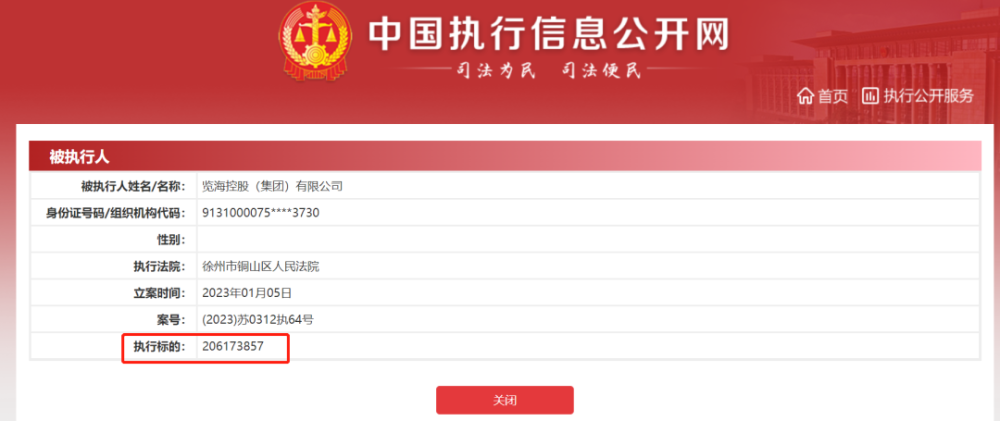 中国执行信息公开网
司法为民 司法便民
首页 执行公开服务
被执行人
被执行人姓名/名称： 览海控股（集团）有限公司
身份证号码/组织机构代码： 9131000075****3730
性别：
执行法院： 徐州市铜山区人民法院
立案时间： 2023年01月05日
案号： (2023)苏0312执64号
执行标的： 206173857
关闭